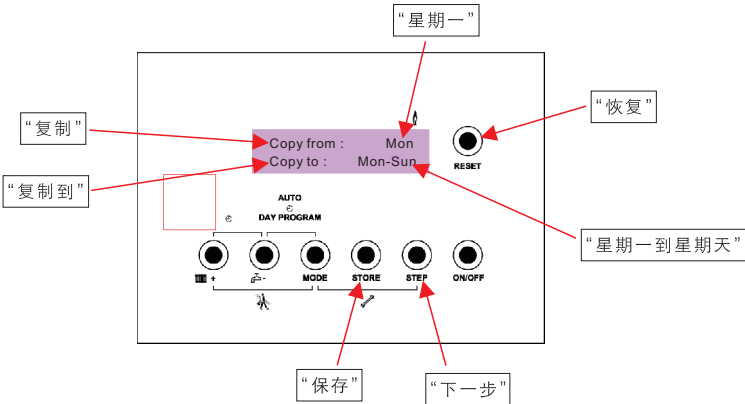 “星期一”
“复制”
“恢复”
Copy from : Mon
Copy to : Mon-Sun
RESET
“复制到”
AUTO
DAY PROGRAM
“星期一到星期天”
+
-
MODE
STORE
STEP
ON/OFF
“保存”
“下一步”